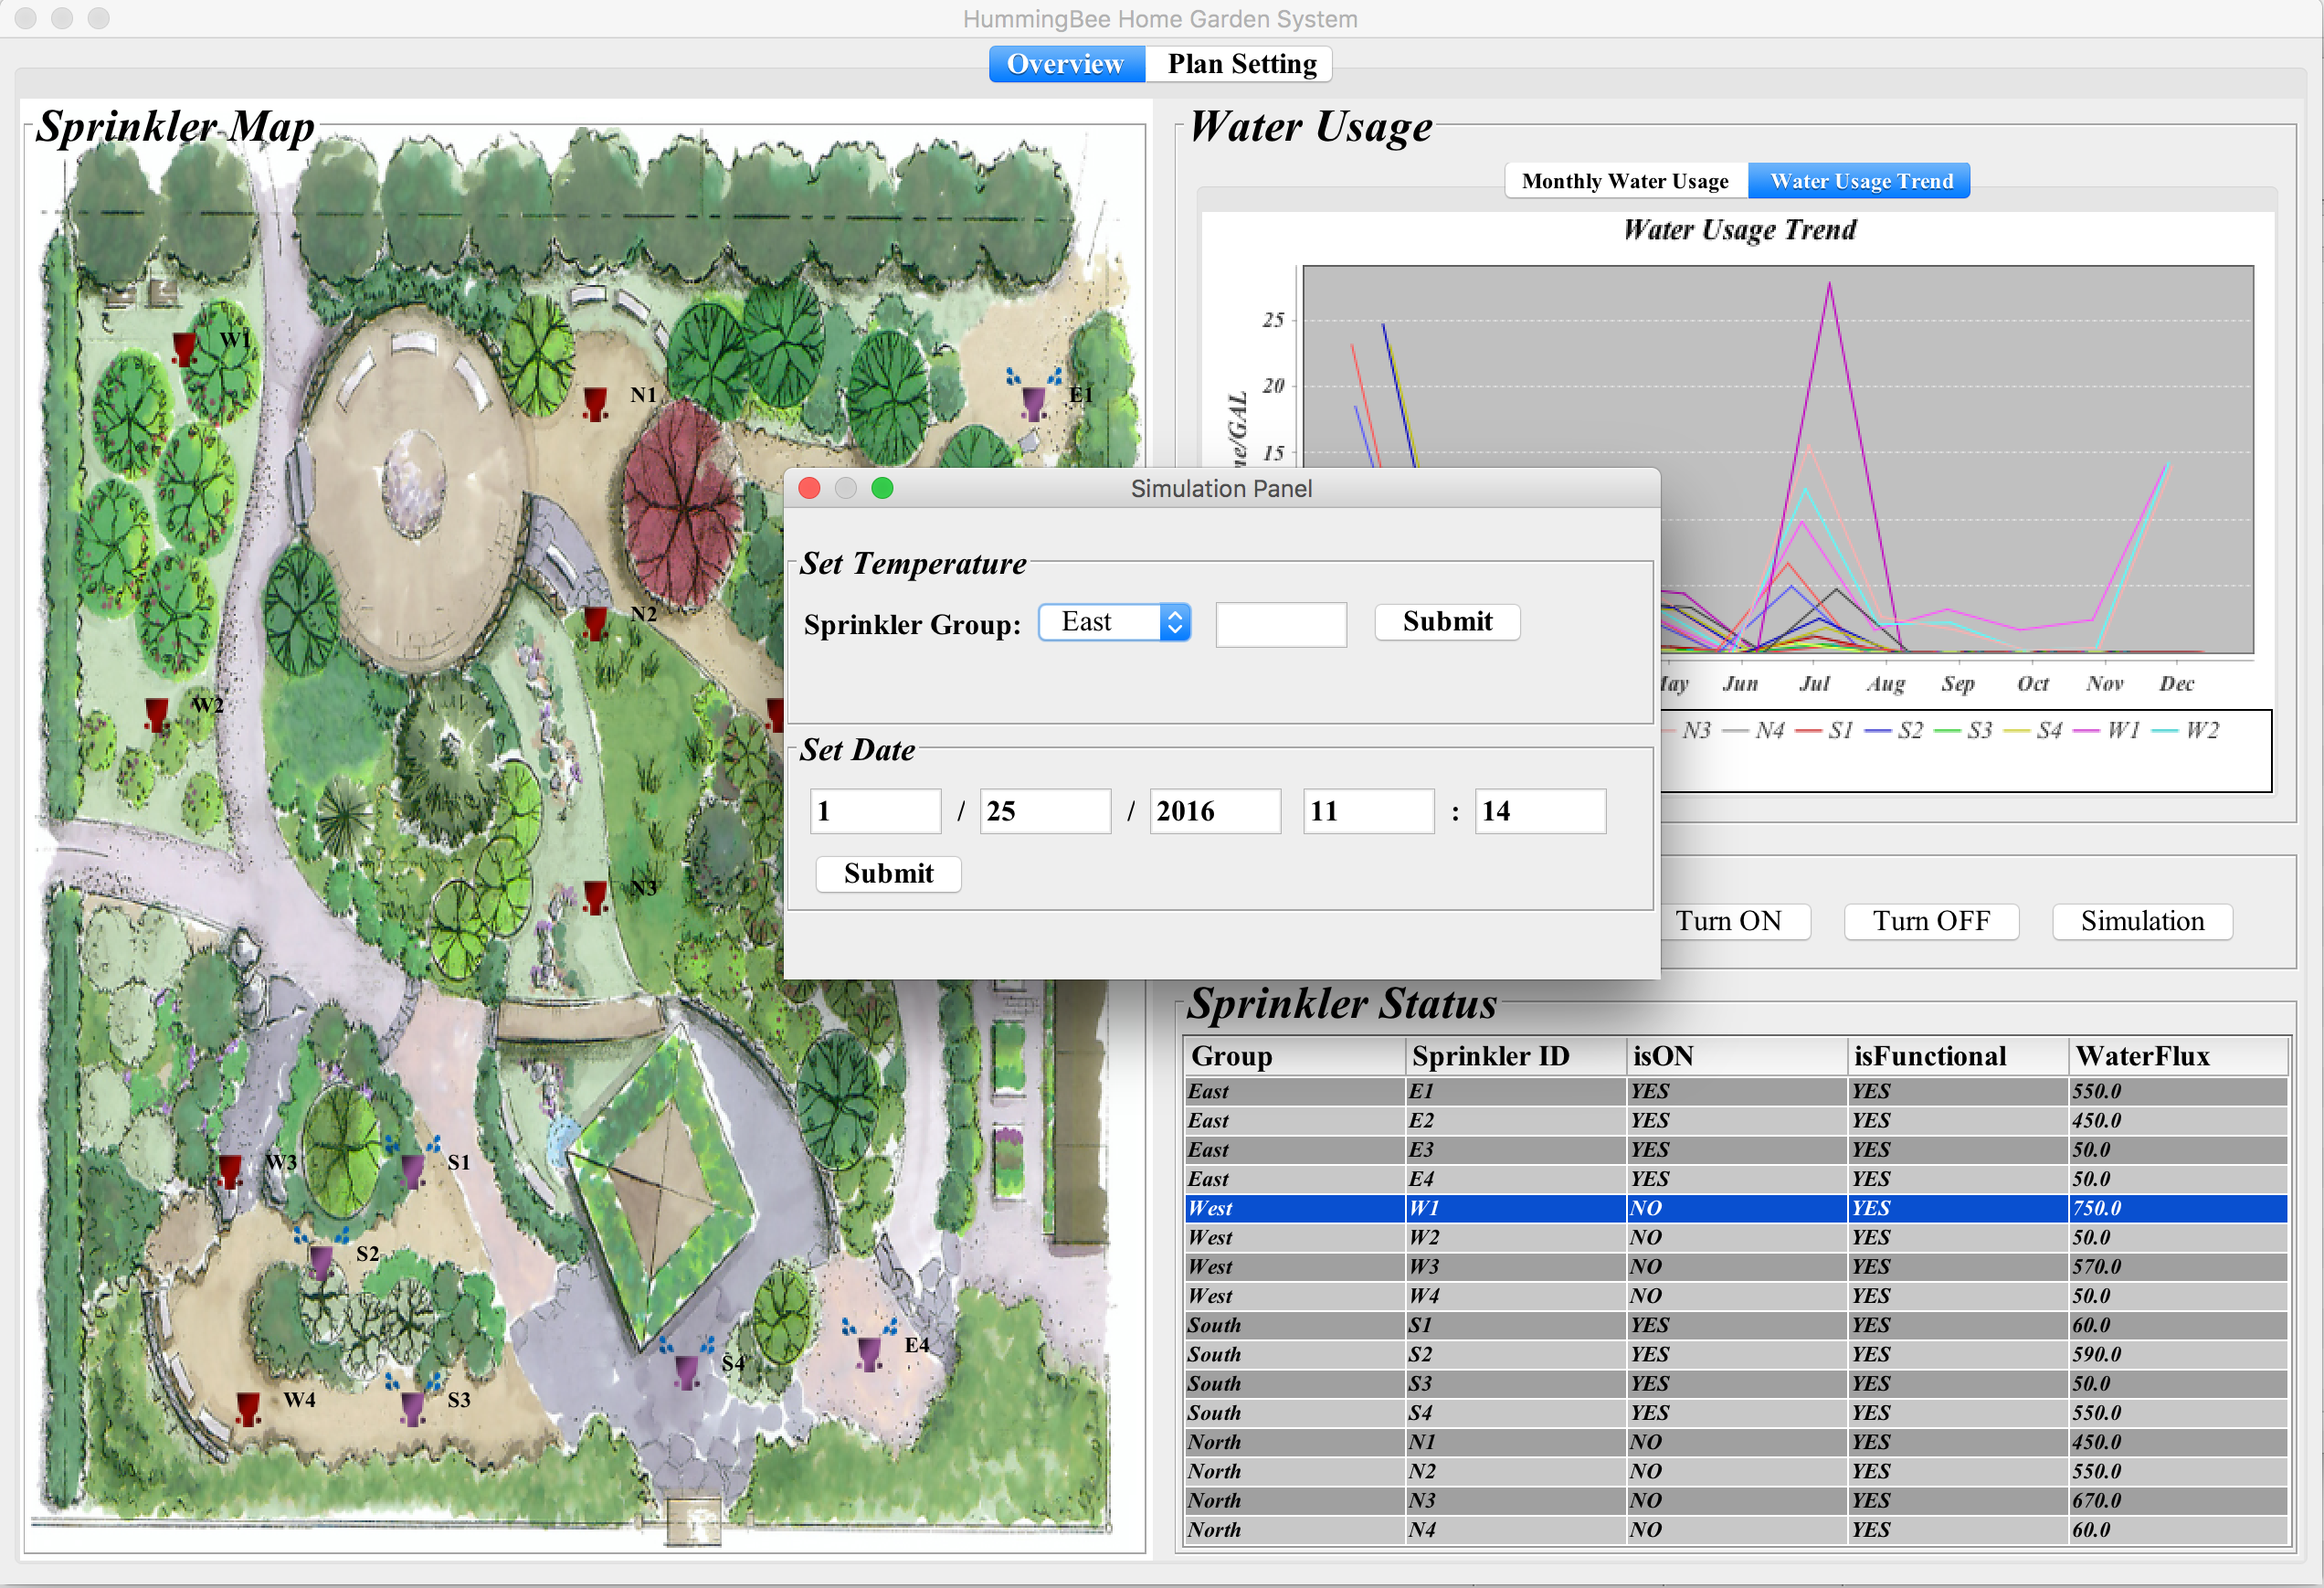 HummingBee Home Garden System
Overview Plan Setting
Sprinkler Map
W1
N1
E1
N2
W2
N3
W3
S1
S2
E4
S4
W4
S3
Water Usage
Monthly Water Usage Water Usage Trend
Water Usage Trend
25
20
15
Jun Jul Aug Sep Oct Nov Dec
N3 N4 S1 S2 S3 S4 W1 W2
Simulation Panel
Set Temperature
Sprinkler Group: East Submit
Set Date
1 / 25 / 2016 11 : 14
Submit
Turn ON Turn OFF Simulation
Sprinkler Status
Group Sprinkler ID isON isFunctional WaterFlux
East E1 YES YES 550.0
East E2 YES YES 450.0
East E3 YES YES 50.0
East E4 YES YES 50.0
West W1 NO YES 750.0
West W2 NO YES 50.0
West W3 NO YES 570.0
West W4 NO YES 50.0
South S1 YES YES 60.0
South S2 YES YES 590.0
South S3 YES YES 50.0
South S4 YES YES 550.0
North N1 NO YES 450.0
North N2 NO YES 550.0
North N3 NO YES 670.0
North N4 NO YES 60.0